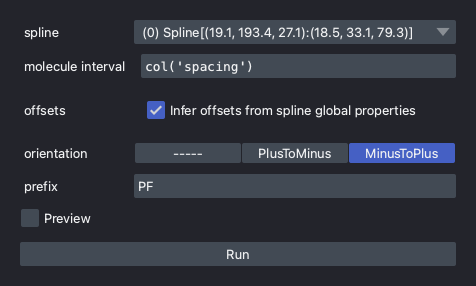 spline (0) Spline[(19.1, 193.4, 27.1):(18.5, 33.1, 79.3)]
molecule interval col('spacing')
offsets Infer offsets from spline global properties
orientation ----- PlusToMinus MinusToPlus
prefix PF
Preview
Run